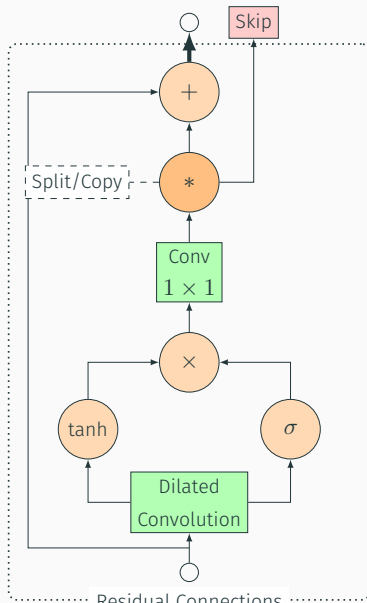 Skip
+
Split/Copy
*
Conv
1 × 1
×
tanh
σ
Dilated
Convolution
Residual Connections